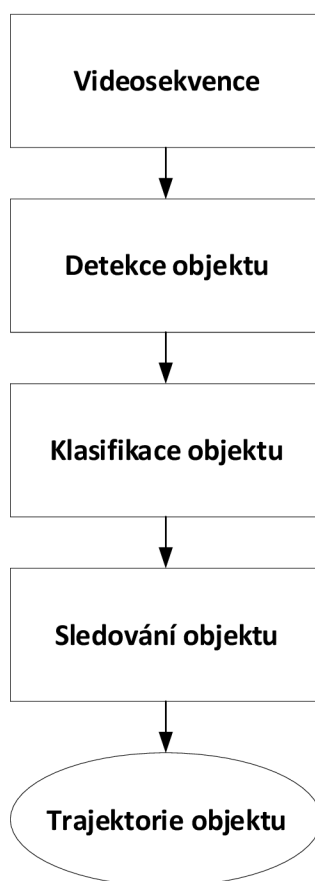 Videosekvence
Detekce objektu
Klasifikace objektu
Sledování objektu
Trajektorie objektu